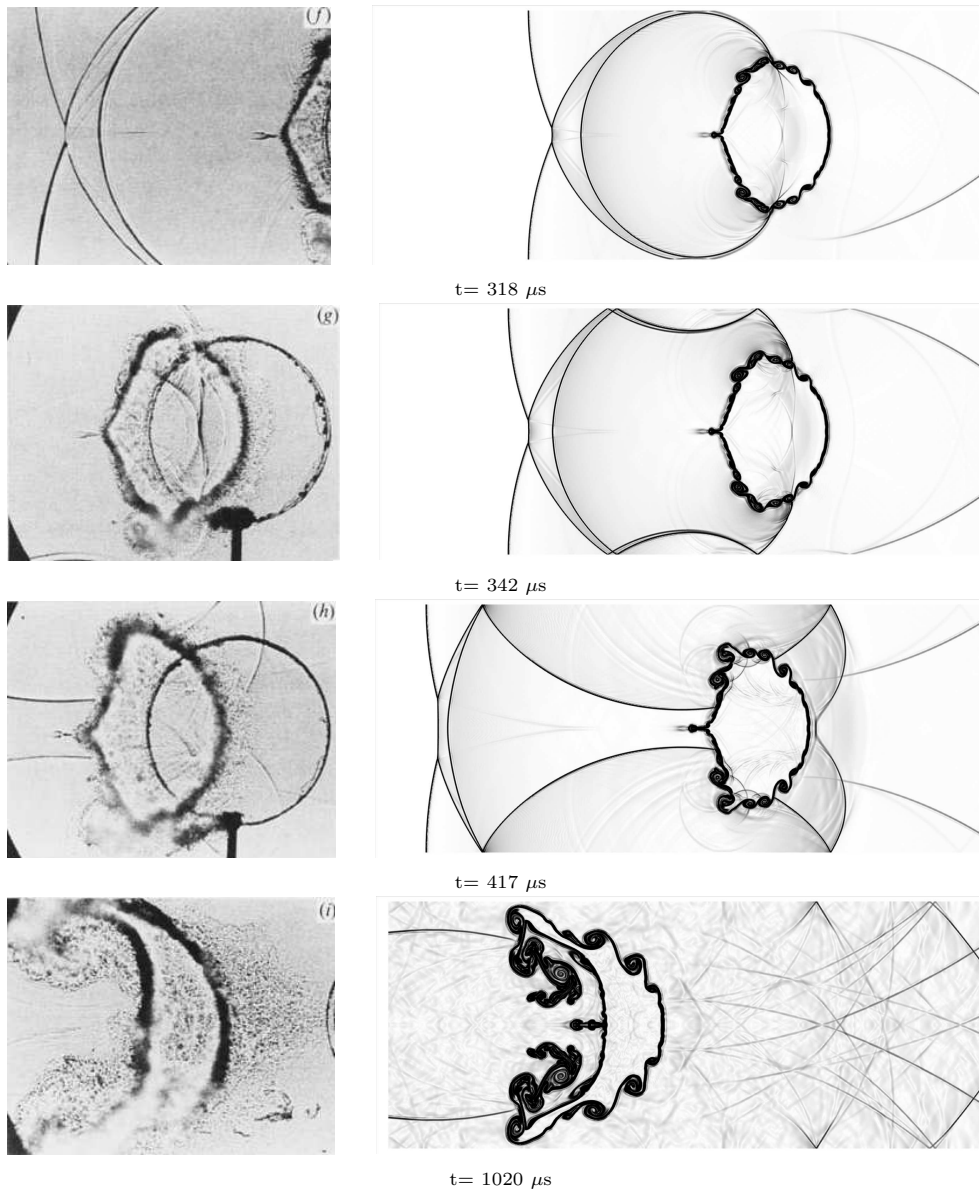 (f)
t= 318 μs
(g)
t= 342 μs
(h)
t= 417 μs
(i)
t= 1020 μs